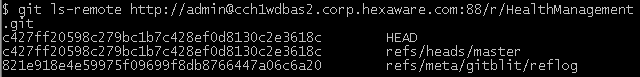 $ git ls-remote http://admin@cch1wdbas2.corp.hexaware.com:88/r/HealthManagement
.git
c427ff20598c279bc1b7c428ef0d8130c2e3618c HEAD
c427ff20598c279bc1b7c428ef0d8130c2e3618c refs/heads/master
821e918e4e59975f09699f8db8766447a06c6a20 refs/meta/gitblit/reflog